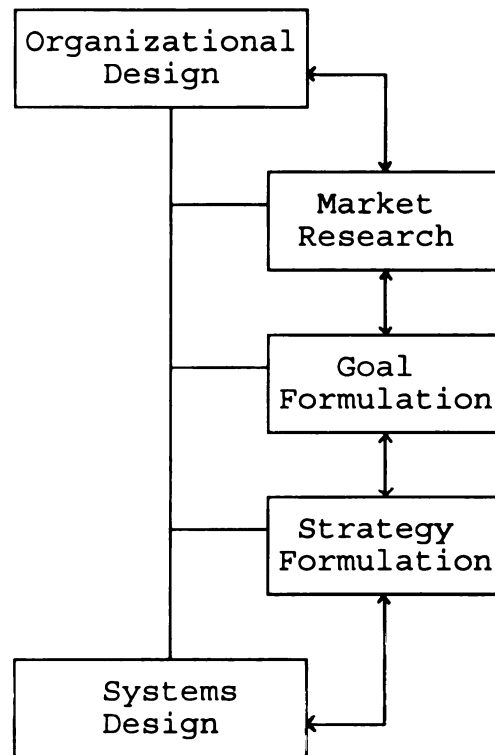 Organizational
Design
Market
Research
Goal
Formulation
Strategy
Formulation
Systems
Design